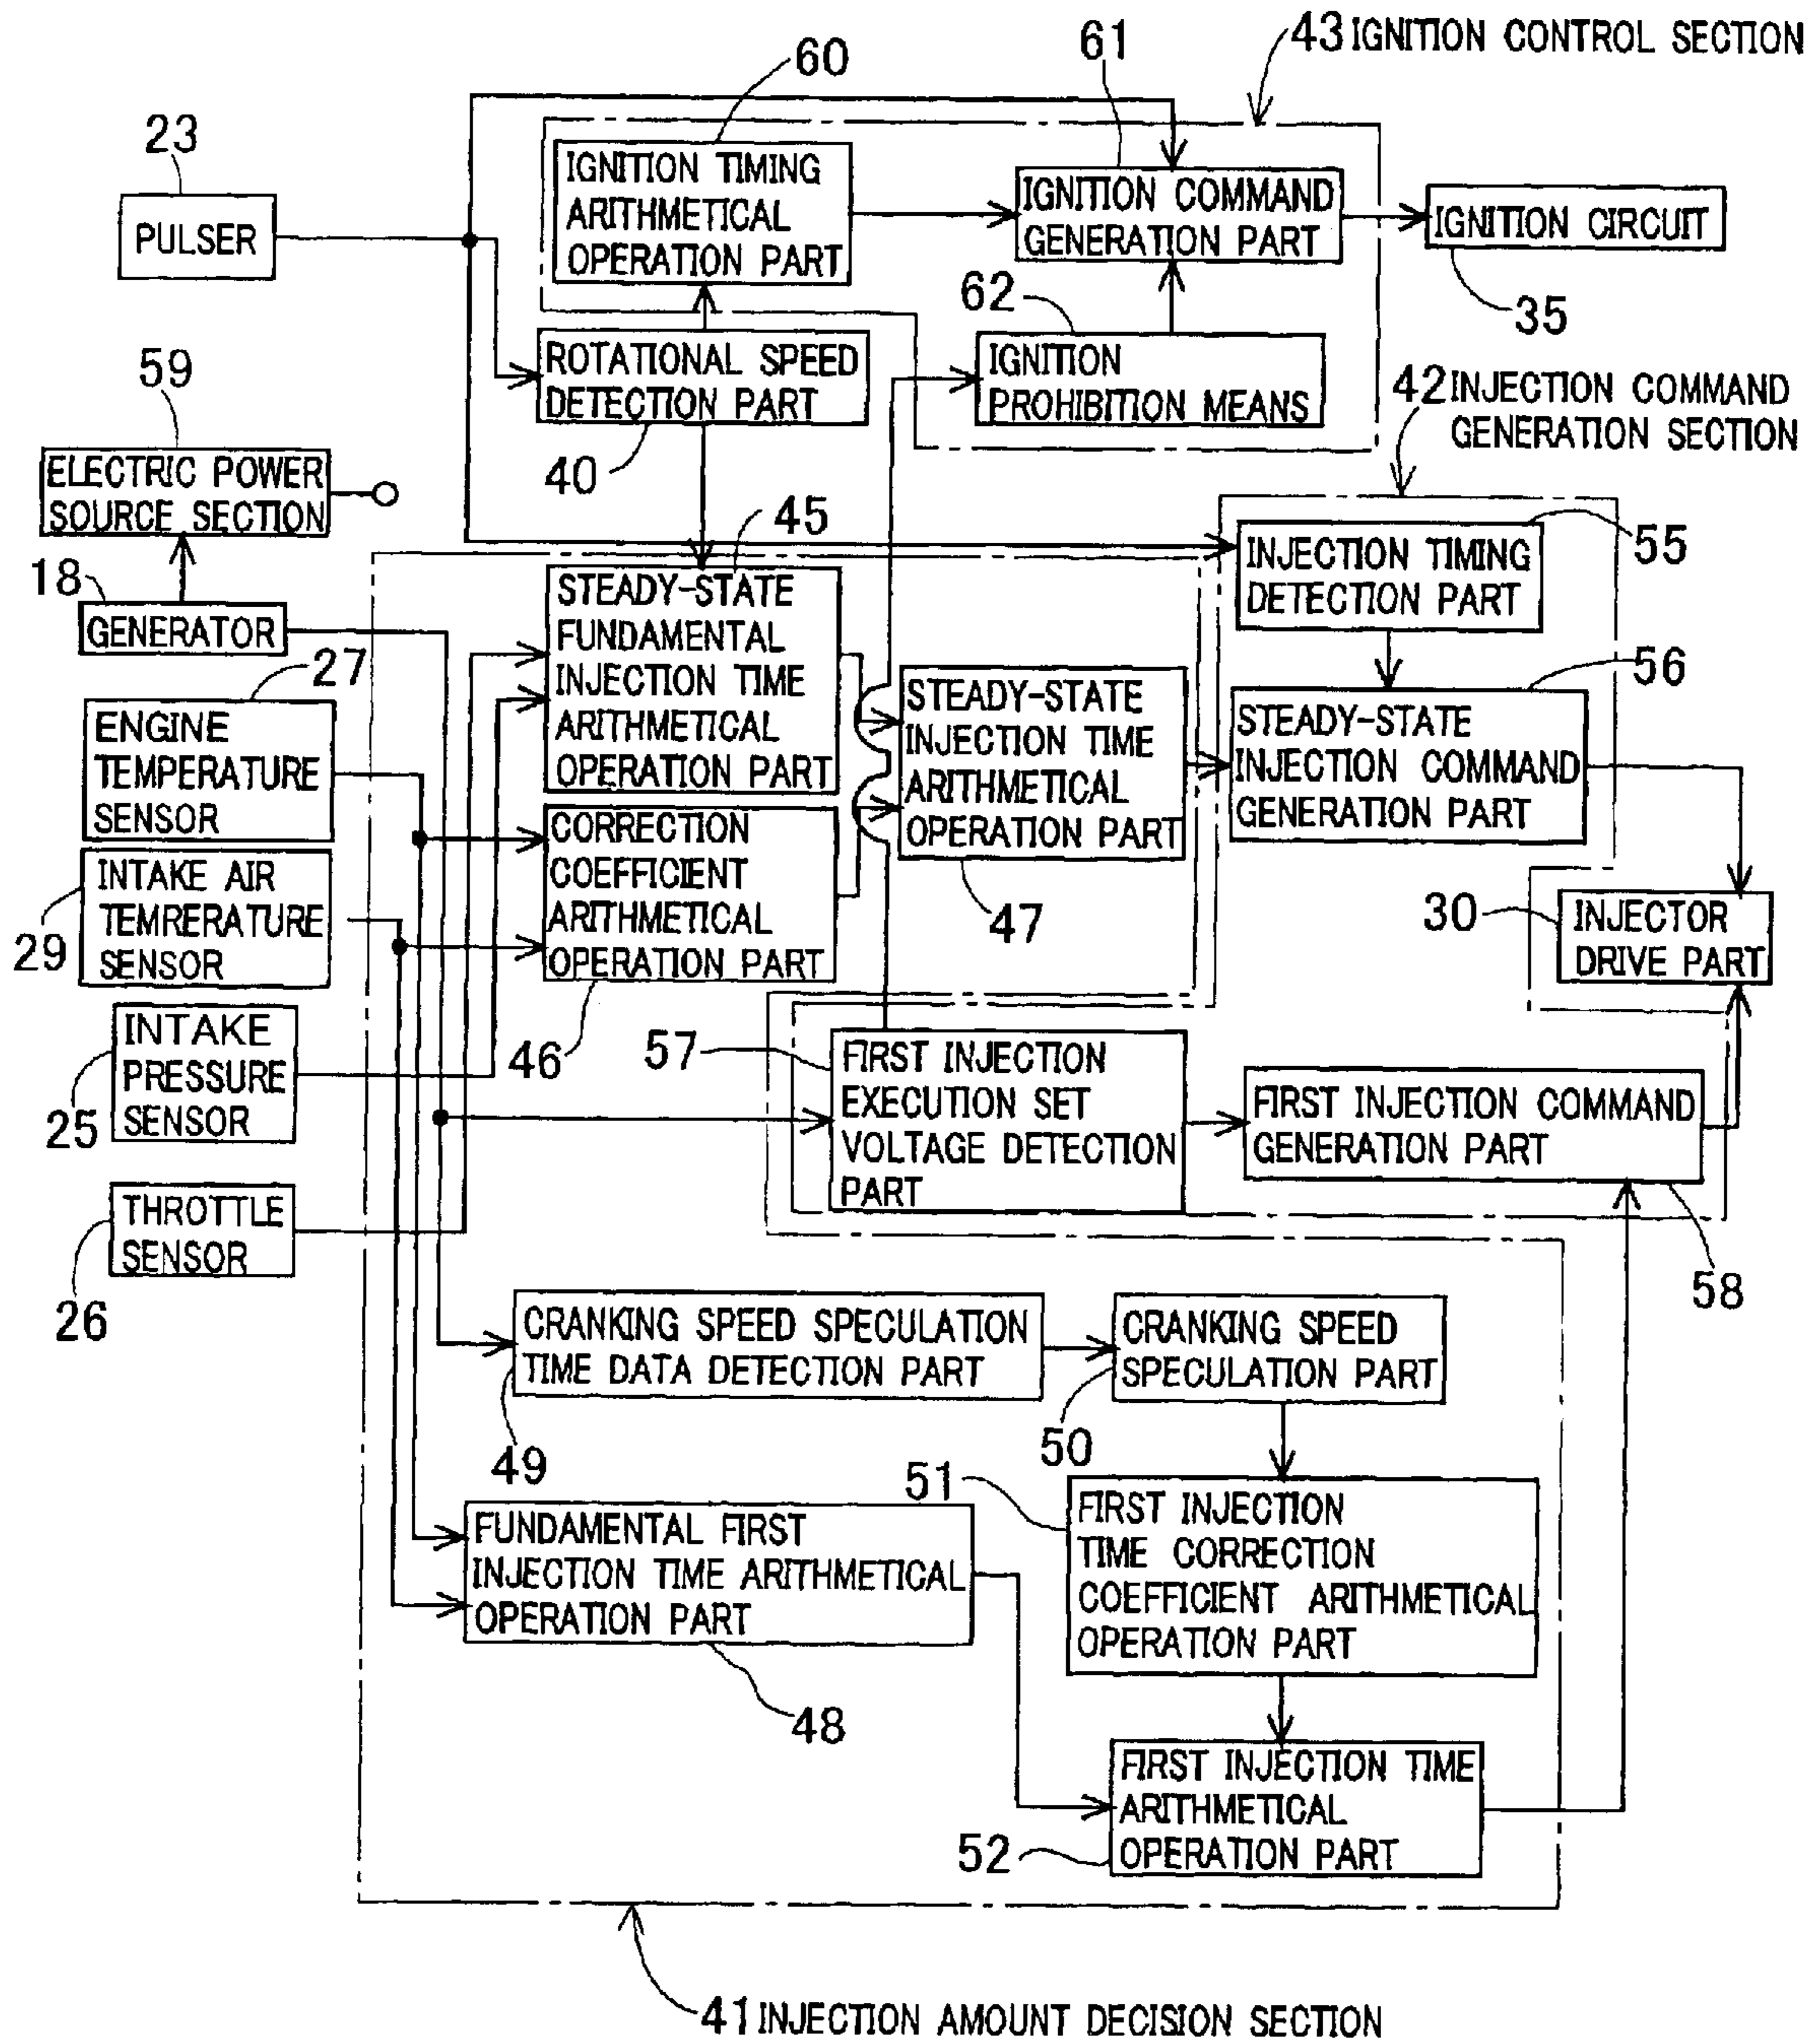 43 IGNITION CONTROL SECTION
60
61
23
PULSER
IGNITION TIMING
ARITHMETICAL
OPERATION PART
IGNITION COMMAND
GENERATION PART
IGNITION CIRCUIT
35
62
ROTATIONAL SPEED
DETECTION PART
40
IGNITION
PROHIBITION MEANS
42 INJECTION COMMAND
GENERATION SECTION
59
ELECTRIC POWER
SOURCE SECTION
18
GENERATOR
45
STEADY-STATE
FUNDAMENTAL
INJECTION TIME
ARITHMETICAL
OPERATION PART
55
INJECTION TIMING
DETECTION PART
27
ENGINE
TEMPERATURE
SENSOR
STEADY-STATE
INJECTION TIME
ARITHMETICAL
OPERATION PART
47
56
STEADY-STATE
INJECTION COMMAND
GENERATION PART
INTAKE AIR
TEMRERATURE
SENSOR
29
CORRECTION
COEFFICIENT
ARITHMETICAL
OPERATION PART
46
30
INJECTOR
DRIVE PART
INTAKE
PRESSURE
SENSOR
25
57
FIRST INJECTION
EXECUTION SET
VOLTAGE DETECTION
PART
FIRST INJECTION COMMAND
GENERATION PART
58
THROTTLE
SENSOR
26
CRANKING SPEED SPECULATION
TIME DATA DETECTION PART
49
CRANKING SPEED
SPECULATION PART
50
51
FIRST INJECTION
TIME CORRECTION
COEFFICIENT ARITHMETICAL
OPERATION PART
FUNDAMENTAL FIRST
INJECTION TIME ARITHMETICAL
OPERATION PART
48
FIRST INJECTION TIME
ARITHMETICAL
OPERATION PART
52
41 INJECTION AMOUNT DECISION SECTION